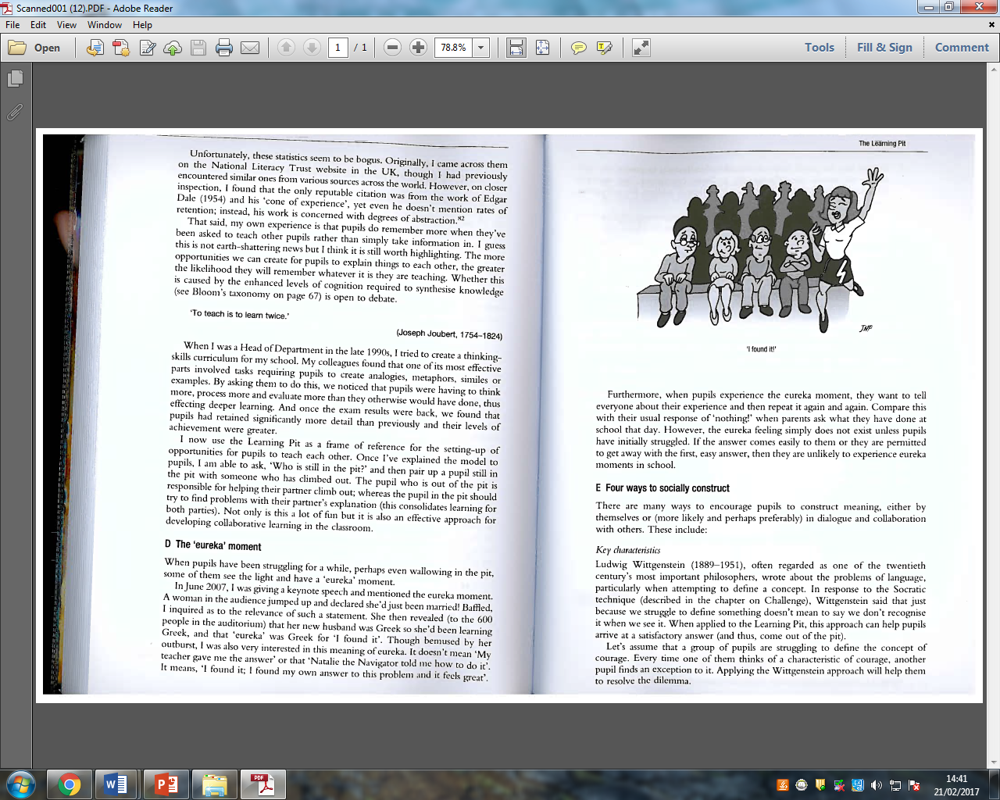 Scanned001 (12).PDF - Adobe Reader
File Edit View Window Help
Open
1 / 1
78.8%
Tools
Fill & Sign
Comment
Unfortunately, these statistics seem to be bogus. Originally, I came across them
on the National Literacy Trust website in the UK, though I had previously
encountered similar ones from various sources across the world. However, on closer
inspection, I found that the only reputable citation was from the work of Edgar
Dale (1954) and his 'cone of experience', yet even he doesn't mention rates of
retention; instead, his work is concerned with degrees of abstraction.'82
That said, my own experience is that pupils do remember more when they've
been asked to teach other pupils rather than simply take information in. I guess
this is not earth-shattering news but I think it is still worth highlighting. The more
opportunities we can create for pupils to explain things to each other, the greater
the likelihood they will remember whatever it is they are teaching. Whether this
is caused by the enhanced levels of cognition required to synthesise knowledge
(see Bloom's taxonomy on page 67) is open to debate.
'To teach is to learn twice.'
(Joseph Joubert, 1754–1824)
When I was a Head of Department in the late 1990s, I tried to create a thinking-
skills curriculum for my school. My colleagues found that one of its most effective
parts involved tasks requiring pupils to create analogies, metaphors, similes or
examples. By asking them to do this, we noticed that pupils were having to think
more, process more and evaluate more than they otherwise would have done, thus
effecting deeper learning. And once the exam results were back, we found that
pupils had retained significantly more detail than previously and their levels of
achievement were greater.
I now use the Learning Pit as a frame of reference for the setting-up of
opportunities for pupils to teach each other. Once I've explained the model to
pupils, I am able to ask, 'Who is still in the pit?' and then pair up a pupil still in
the pit with someone who has climbed out. The pupil who is out of the pit is
responsible for helping their partner climb out; whereas the pupil in the pit should
try to find problems with their partner's explanation (this consolidates learning for
both parties). Not only is this a lot of fun but it is also an effective approach for
developing collaborative learning in the classroom.
D The 'eureka' moment
When pupils have been struggling for a while, perhaps even wallowing in the pit,
some of them see the light and have a 'eureka' moment.
In June 2007, I was giving a keynote speech and mentioned the eureka moment.
A woman in the audience jumped up and declared she'd just been married! Baffled,
I inquired as to the relevance of such a statement. She then revealed (to the 600
people in the auditorium) that her new husband was Greek so she'd been learning
Greek, and that 'eureka' was Greek for 'I found it'. Though bemused by her
outburst, I was also very interested in this meaning of eureka. It doesn't mean 'My
teacher gave me the answer' or that 'Natalie the Navigator told me how to do it'.
It means, 'I found it; I found my own answer to this problem and it feels great'.
The Learning Pit
JMP
'I found it!'
Furthermore, when pupils experience the eureka moment, they want to tell
everyone about their experience and then repeat it again and again. Compare this
with their usual response of 'nothing!' when parents ask what they have done at
school that day. However, the eureka feeling simply does not exist unless pupils
have initially struggled. If the answer comes easily to them or they are permitted
to get away with the first, easy answer, then they are unlikely to experience eureka
moments in school.
E Four ways to socially construct
There are many ways to encourage pupils to construct meaning, either by
themselves or (more likely and perhaps preferably) in dialogue and collaboration
with others. These include:
Key characteristics
Ludwig Wittgenstein (1889–1951), often regarded as one of the twentieth
century's most important philosophers, wrote about the problems of language,
particularly when attempting to define a concept. In response to the Socratic
technique (described in the chapter on Challenge), Wittgenstein said that just
because we struggle to define something doesn't mean to say we don't recognise
it when we see it. When applied to the Learning Pit, this approach can help pupils
arrive at a satisfactory answer (and thus, come out of the pit).
Let's assume that a group of pupils are struggling to define the concept of
courage. Every time one of them thinks of a characteristic of courage, another
pupil finds an exception to it. Applying the Wittgenstein approach will help them
to resolve the dilemma.
14:41
21/02/2017